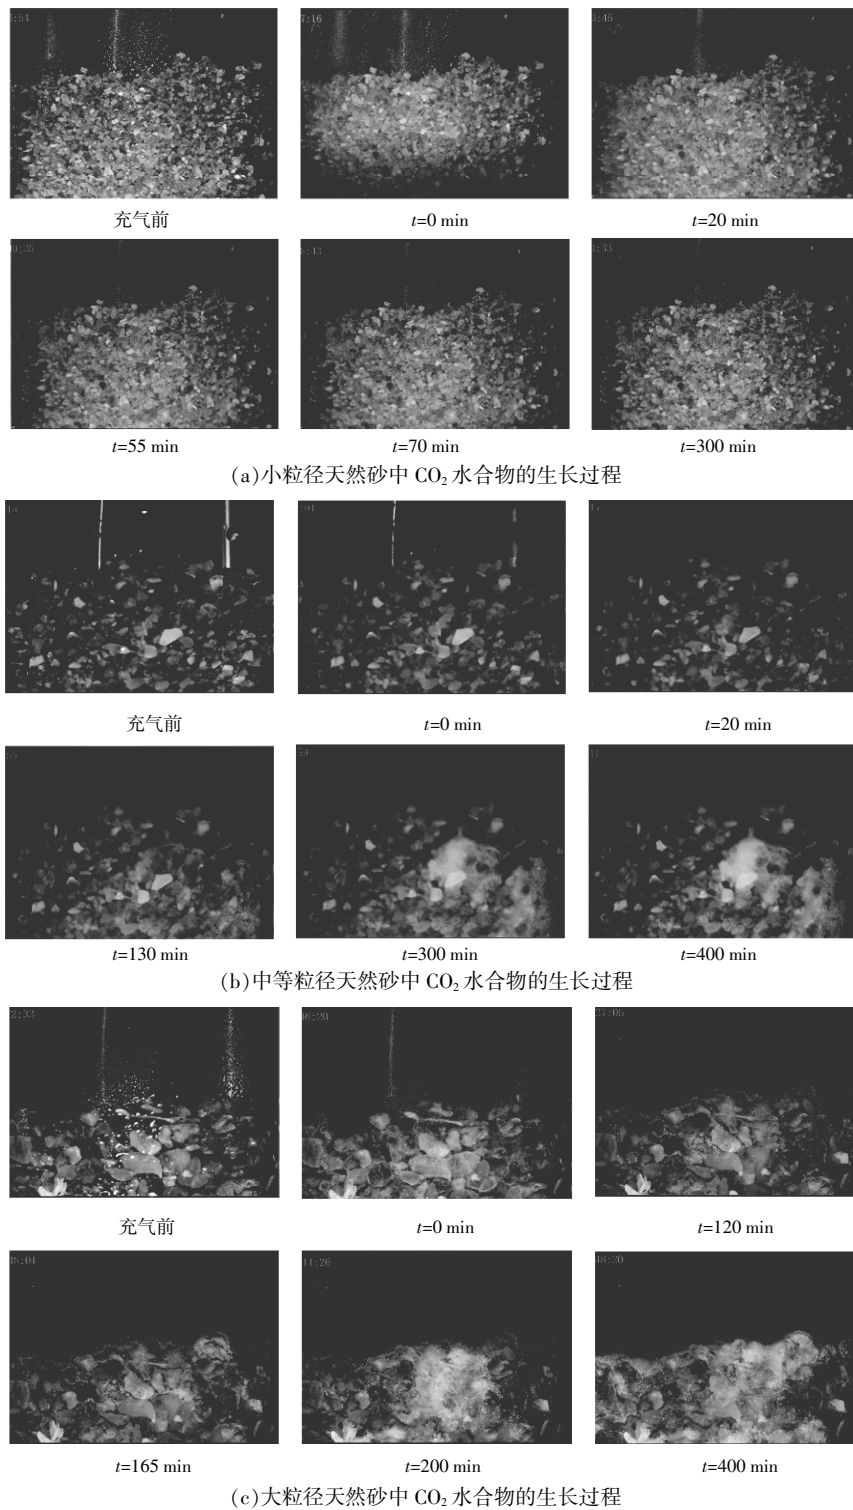 充气前 t=0 min t=20 min
t=55 min t=70 min t=300 min
(a)小粒径天然砂中 CO₂ 水合物的生长过程
充气前 t=0 min t=20 min
t=130 min t=300 min t=400 min
(b)中等粒径天然砂中 CO₂ 水合物的生长过程
充气前 t=0 min t=120 min
t=165 min t=200 min t=400 min
(c)大粒径天然砂中 CO₂ 水合物的生长过程